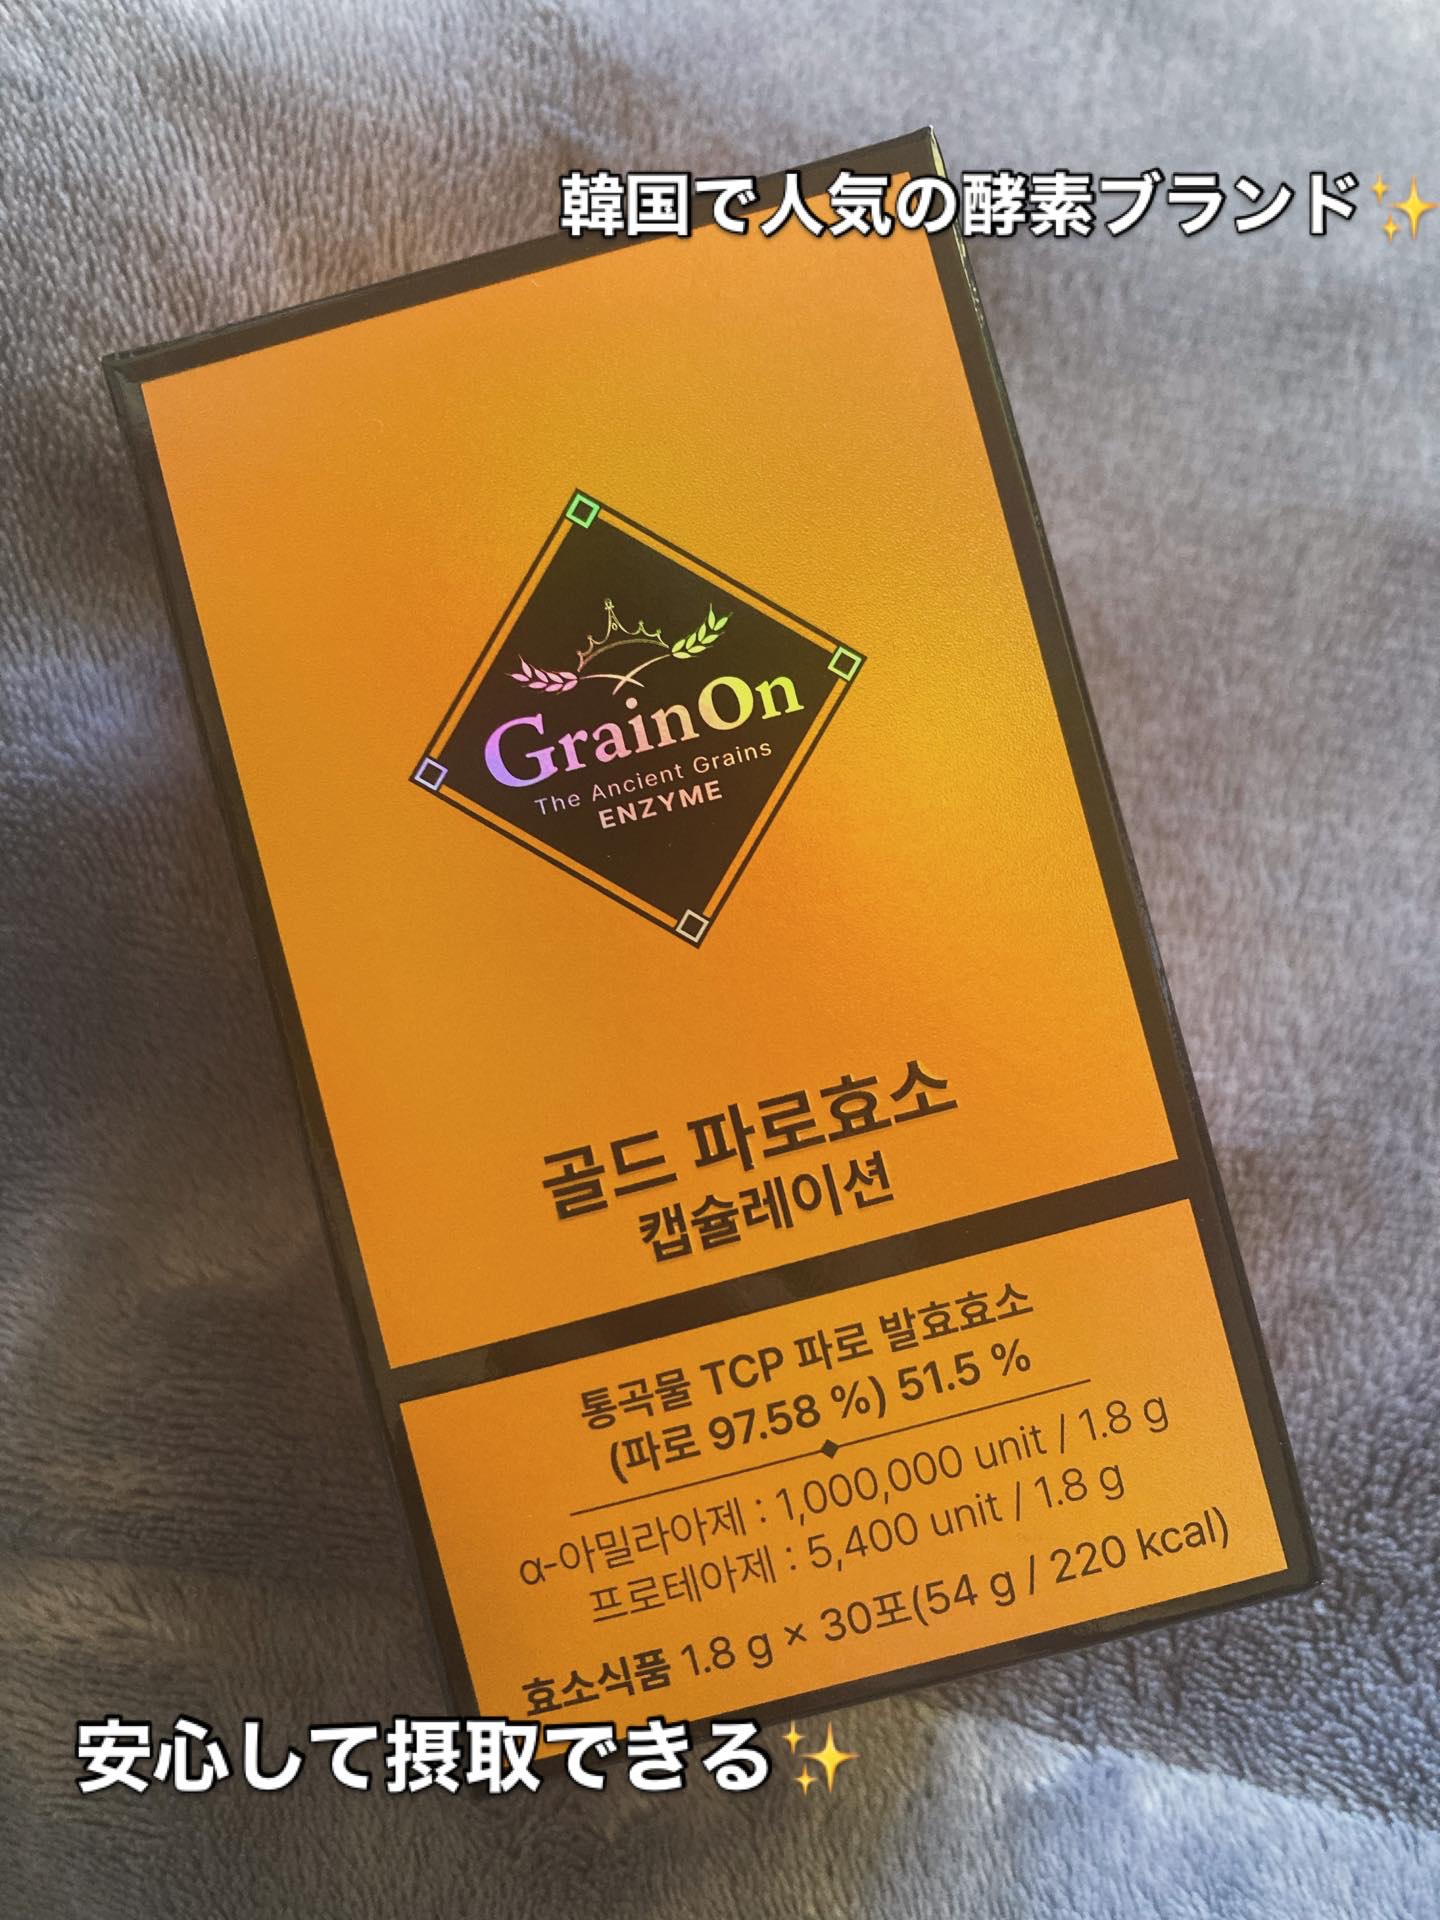 韓国で人気の酵素ブランド✨
GrainOn
The Ancient Grains
ENZYME
골드 파로효소
캡슐레이션
통곡물 TCP 파로 발효효소
(파로 97.58 %) 51.5 %
α-아밀라아제 : 1,000,000 unit / 1.8 g
프로테아제 : 5,400 unit / 1.8 g
효소식품 1.8 g × 30포(54 g / 220 kcal)
安心して摂取できる✨